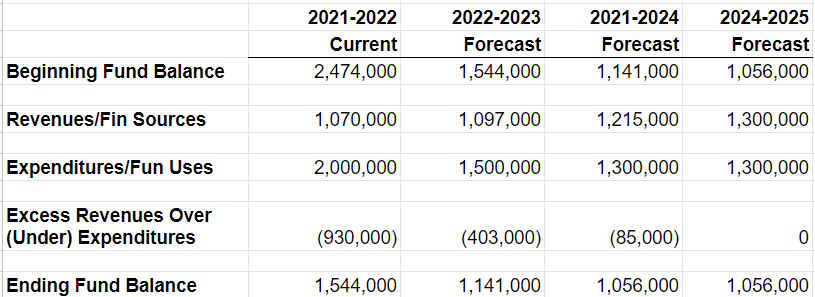 2021-2022 2022-2023 2021-2024 2024-2025
Current Forecast Forecast Forecast
Beginning Fund Balance 2,474,000 1,544,000 1,141,000 1,056,000
Revenues/Fin Sources 1,070,000 1,097,000 1,215,000 1,300,000
Expenditures/Fun Uses 2,000,000 1,500,000 1,300,000 1,300,000
Excess Revenues Over
(Under) Expenditures (930,000) (403,000) (85,000) 0
Ending Fund Balance 1,544,000 1,141,000 1,056,000 1,056,000